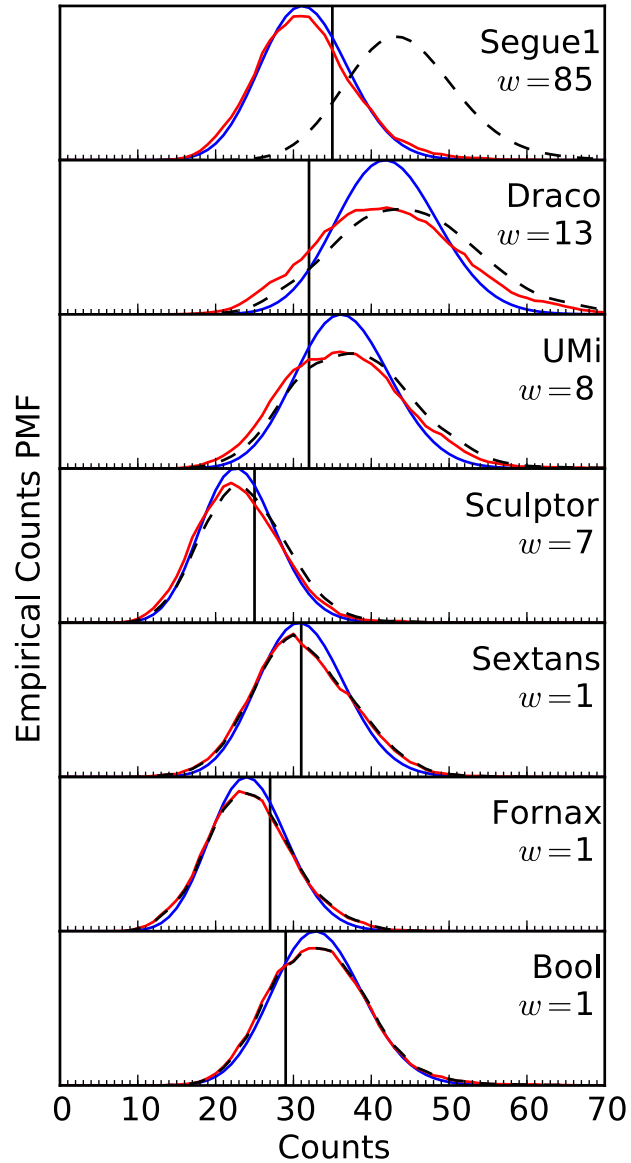 Segue1
w=85
Draco
w=13
UMi
w=8
Sculptor
w=7
Sextans
w=1
Fornax
w=1
BooI
w=1
Empirical Counts PMF
0 10 20 30 40 50 60 70
Counts